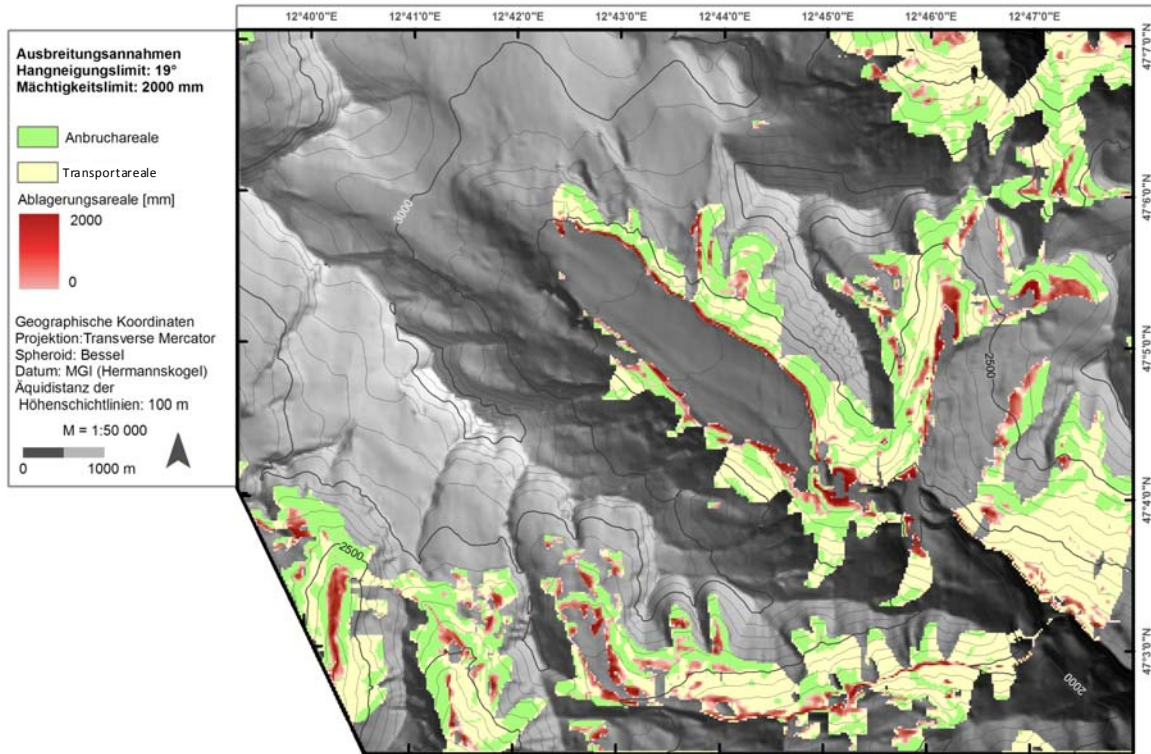 12°40'0"E 12°41'0"E 12°42'0"E 12°43'0"E 12°44'0"E 12°45'0"E 12°46'0"E 12°47'0"E
Ausbreitungsannahmen
Hangneigungslimit: 19°
Mächtigkeitslimit: 2000 mm
Anbruchareale
Transportareale
Ablagerungsareale [mm]
2000
0
Geographische Koordinaten
Projektion:Transverse Mercator
Spheroid: Bessel
Datum: MGI (Hermannskogel)
Äquidistanz der
Höhenschichtlinien: 100 m
M = 1:50 000
0 1000 m
3000
2500
2500
2000
47°7'0"N
47°6'0"N
47°5'0"N
47°4'0"N
47°3'0"N